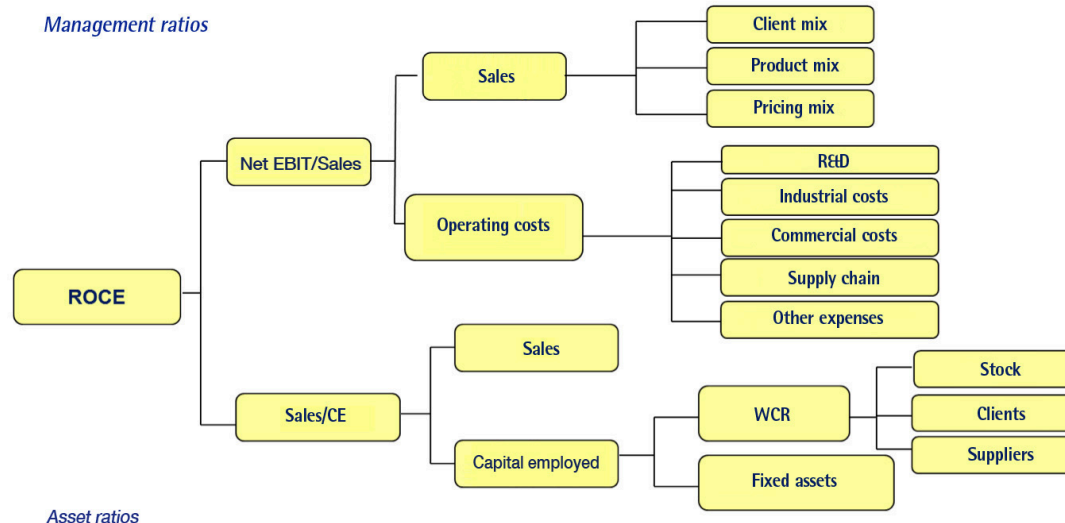 Management ratios
Client mix
Sales
Product mix
Pricing mix
Net EBIT/Sales
R&D
Industrial costs
Operating costs
Commercial costs
Supply chain
Other expenses
ROCE
Sales
Stock
Sales/CE
WCR
Clients
Capital employed
Suppliers
Fixed assets
Asset ratios